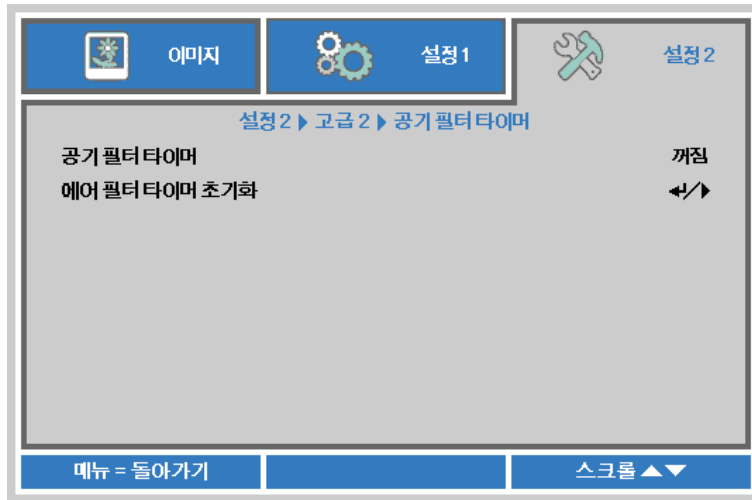 이미지 설정 1 설정 2
설정 2 ▶ 고급 2 ▶ 공기 필터 타이머
공기 필터 타이머 꺼짐
에어 필터 타이머 초기화 ↵/▶
메뉴 = 돌아가기 스크롤 ▲▼